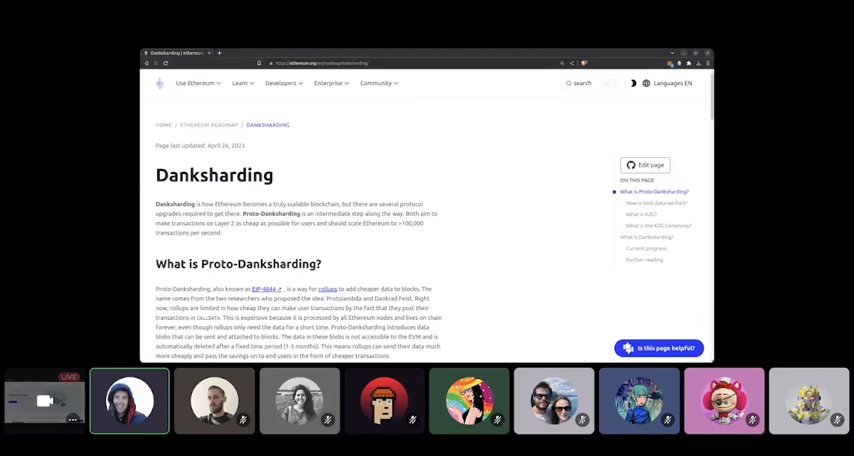 Danksharding | ethereum.
https://ethereum.org/en/roadmap/danksharding/
Use Ethereum
Learn
Developers
Enterprise
Community
search
Languages EN
HOME / ETHEREUM ROADMAP / DANKSHARDING
Page last updated: April 26, 2023
Danksharding
Danksharding is how Ethereum becomes a truly scalable blockchain, but there are several protocol
upgrades required to get there. Proto-Danksharding is an intermediate step along the way. Both aim to
make transactions on Layer 2 as cheap as possible for users and should scale Ethereum to >100,000
transactions per second.
What is Proto-Danksharding?
Proto-Danksharding, also known as EIP-4844 ↗, is a way for rollups to add cheaper data to blocks. The
name comes from the two researchers who proposed the idea: Protolambda and Dankrad Feist. Right
now, rollups are limited in how cheap they can make user transactions by the fact that they post their
transactions in CALLDATA. This is expensive because it is processed by all Ethereum nodes and lives on chain
forever, even though rollups only need the data for a short time. Proto-Danksharding introduces data
blobs that can be sent and attached to blocks. The data in these blobs is not accessible to the EVM and is
automatically deleted after a fixed time period (1-3 months). This means rollups can send their data much
more cheaply and pass the savings on to end users in the form of cheaper transactions.
Edit page
ON THIS PAGE
What is Proto-Danksharding?
How is blob data verified?
What is KZG?
What is the KZG Ceremony?
What is Danksharding?
Current progress
Further reading
Is this page helpful?
LIVE